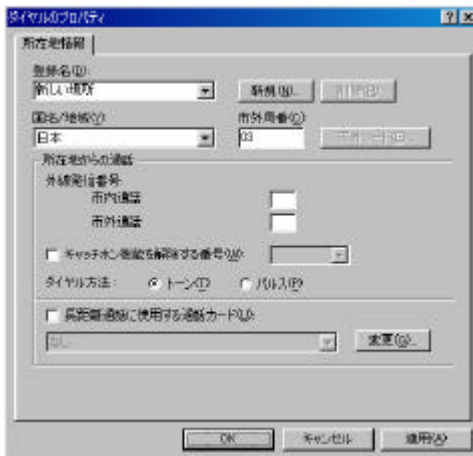 ダイヤルのプロパティ
所在地情報
登録名(D):
新しい場所
新規(N)...
削除(R)
国名/地域(Y):
市外局番(C):
日本
03
所在地からの通話
外線発信番号
市内通話
市外通話
キャッチホン機能を解除する番号(W):
ダイヤル方法:
トーン(T)
パルス(P)
長距離通話に使用する通話カード(L):
なし
変更(G)...
OK
キャンセル
適用(A)